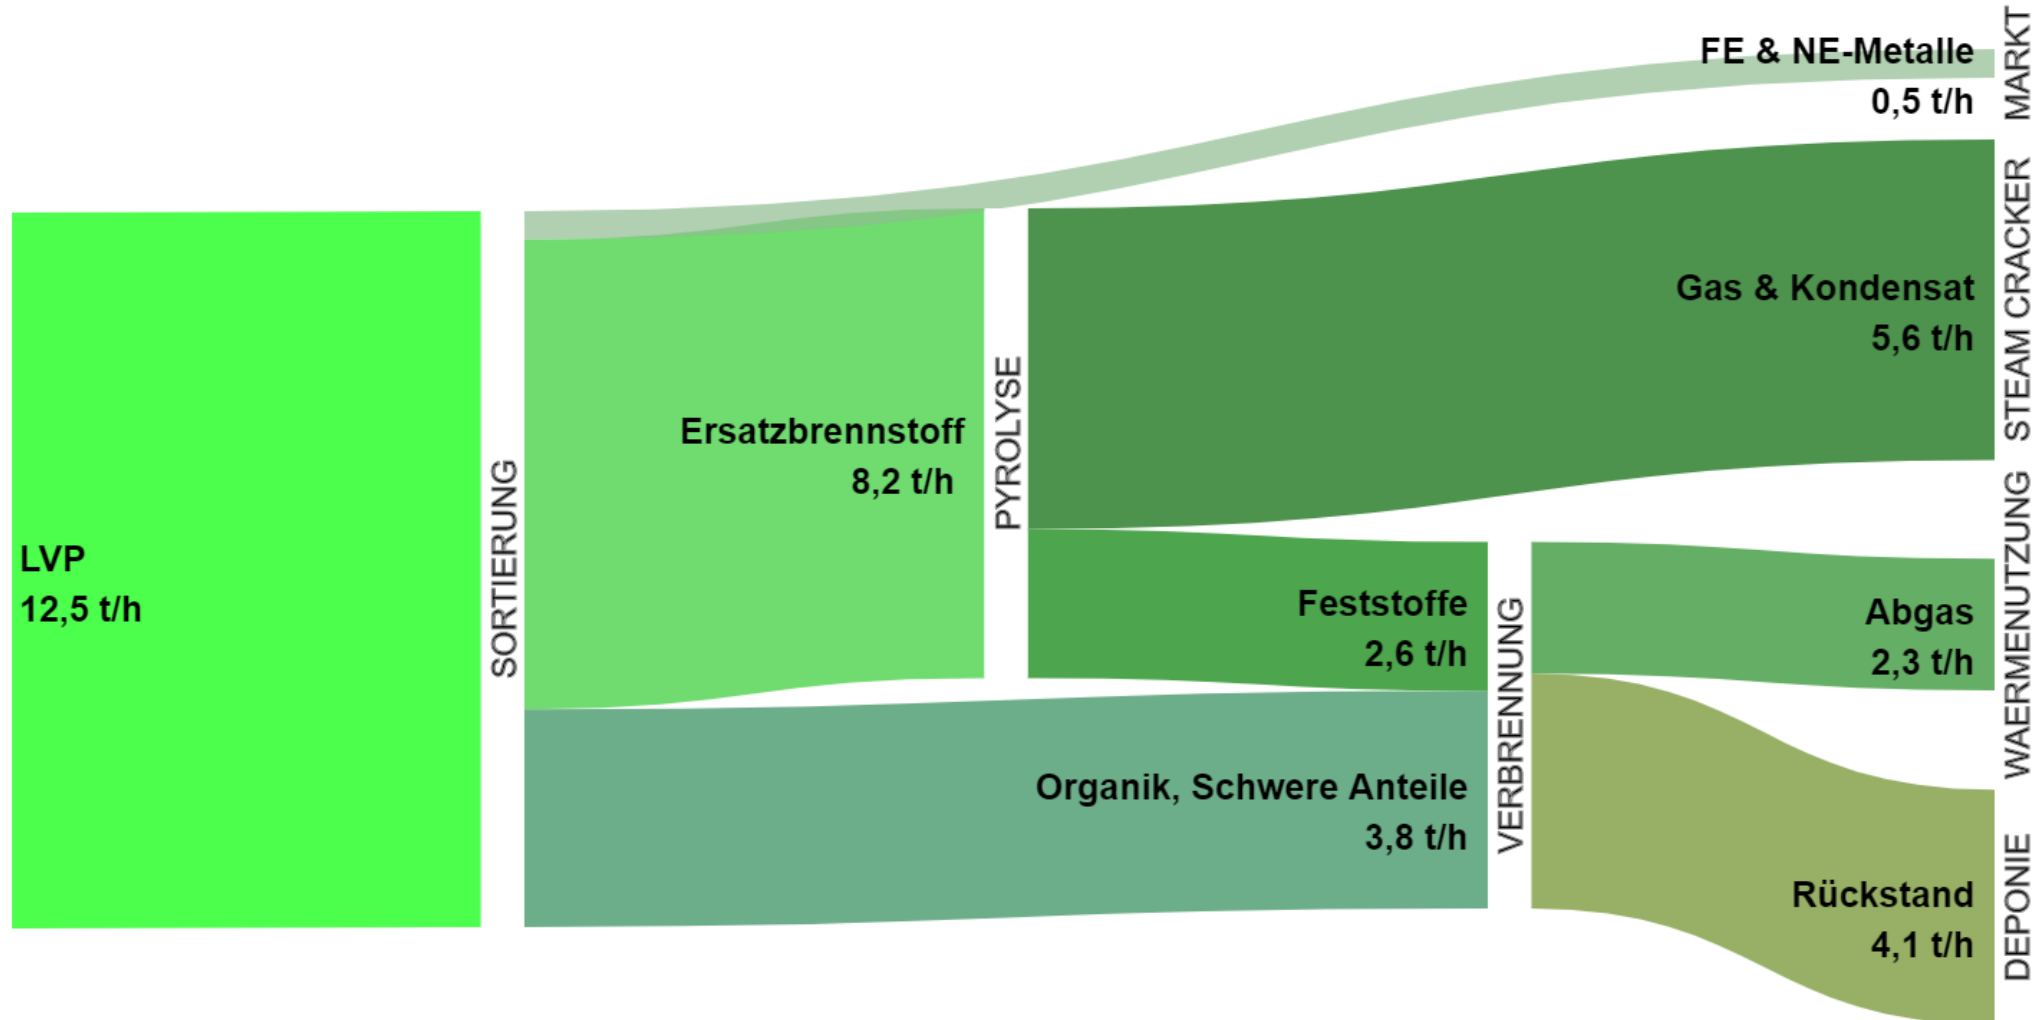 LVP
12,5 t/h
SORTIERUNG
Ersatzbrennstoff
8,2 t/h
PYROLYSE
Feststoffe
2,6 t/h
Organik, Schwere Anteile
3,8 t/h
VERBRENNUNG
FE & NE-Metalle
0,5 t/h
MARKT
Gas & Kondensat
5,6 t/h
STEAM CRACKER
Abgas
2,3 t/h
WAERMENUTZUNG
Rückstand
4,1 t/h
DEPONIE